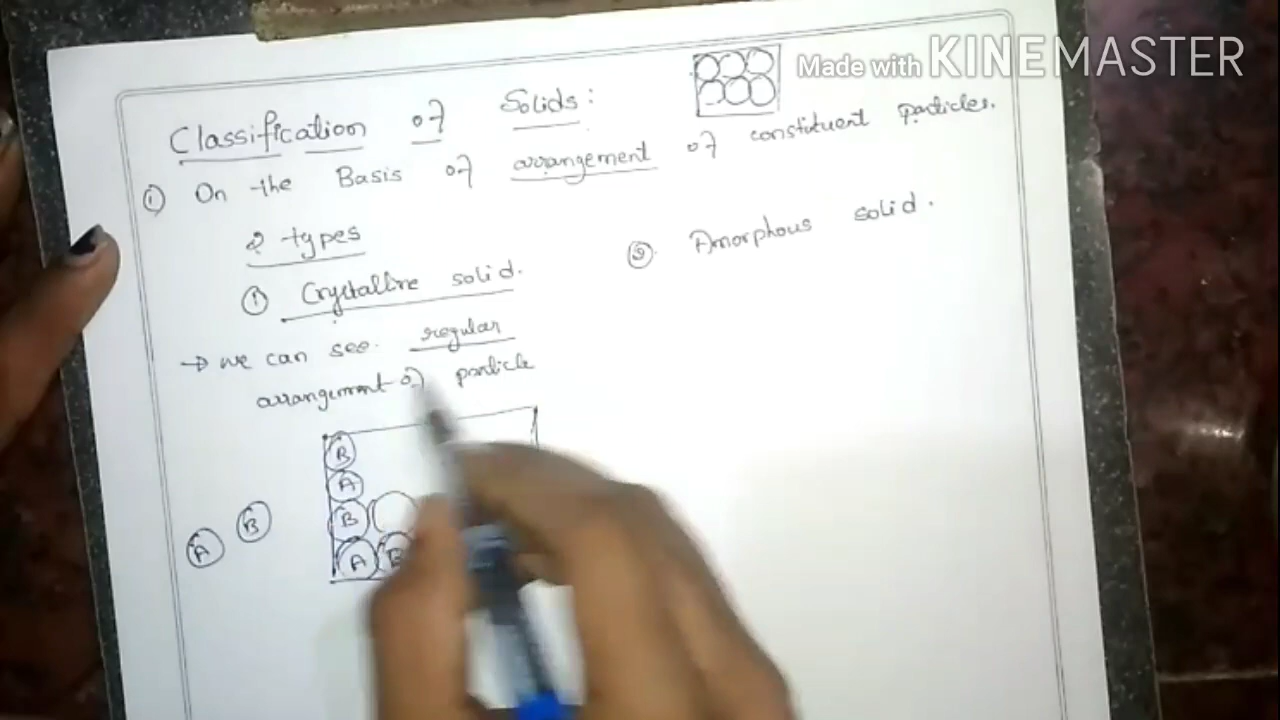 Made with KINEMASTER
Classification of Solids:
① On the Basis of arrangement of constituent particles.
2 types
① Crystalline solid.
② Amorphous solid.
→ we can see regular
arrangement of particle
B
A
B
A B
A B